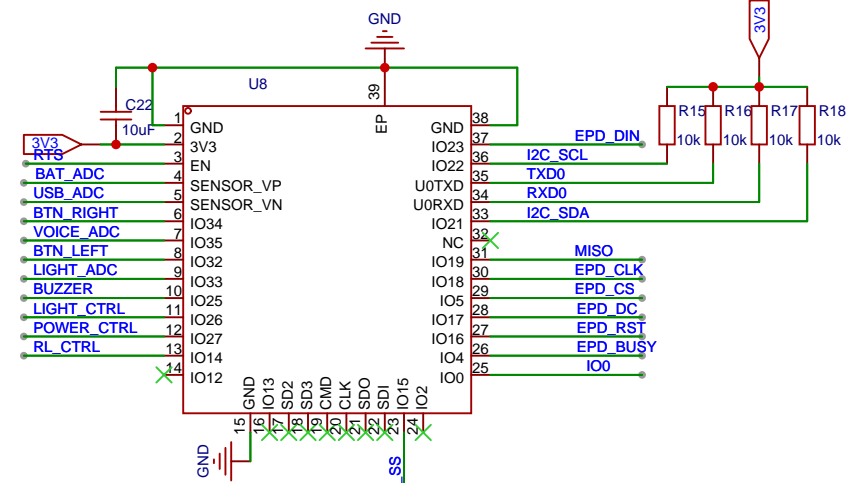 GND
3V3
U8
39
EP
C22
10uF
3V3
R15
R16
R17
R18
10k
10k
10k
10k
1
GND
38
GND
2
3V3
37
IO23
EPD_DIN
RTS
3
EN
36
IO22
I2C_SCL
BAT_ADC
4
SENSOR_VP
35
U0TXD
TXD0
USB_ADC
5
SENSOR_VN
34
U0RXD
RXD0
BTN_RIGHT
6
IO34
33
IO21
I2C_SDA
VOICE_ADC
7
IO35
32
NC
BTN_LEFT
8
IO32
31
IO19
MISO
LIGHT_ADC
9
IO33
30
IO18
EPD_CLK
BUZZER
10
IO25
29
IO5
EPD_CS
LIGHT_CTRL
11
IO26
28
IO17
EPD_DC
POWER_CTRL
12
IO27
27
IO16
EPD_RST
RL_CTRL
13
IO14
26
IO4
EPD_BUSY
14
IO12
25
IO0
IO0
GND
IO13
SD2
SD3
CMD
CLK
SDO
SDI
IO15
IO2
15
16
17
18
19
20
21
22
23
24
GND
_SS